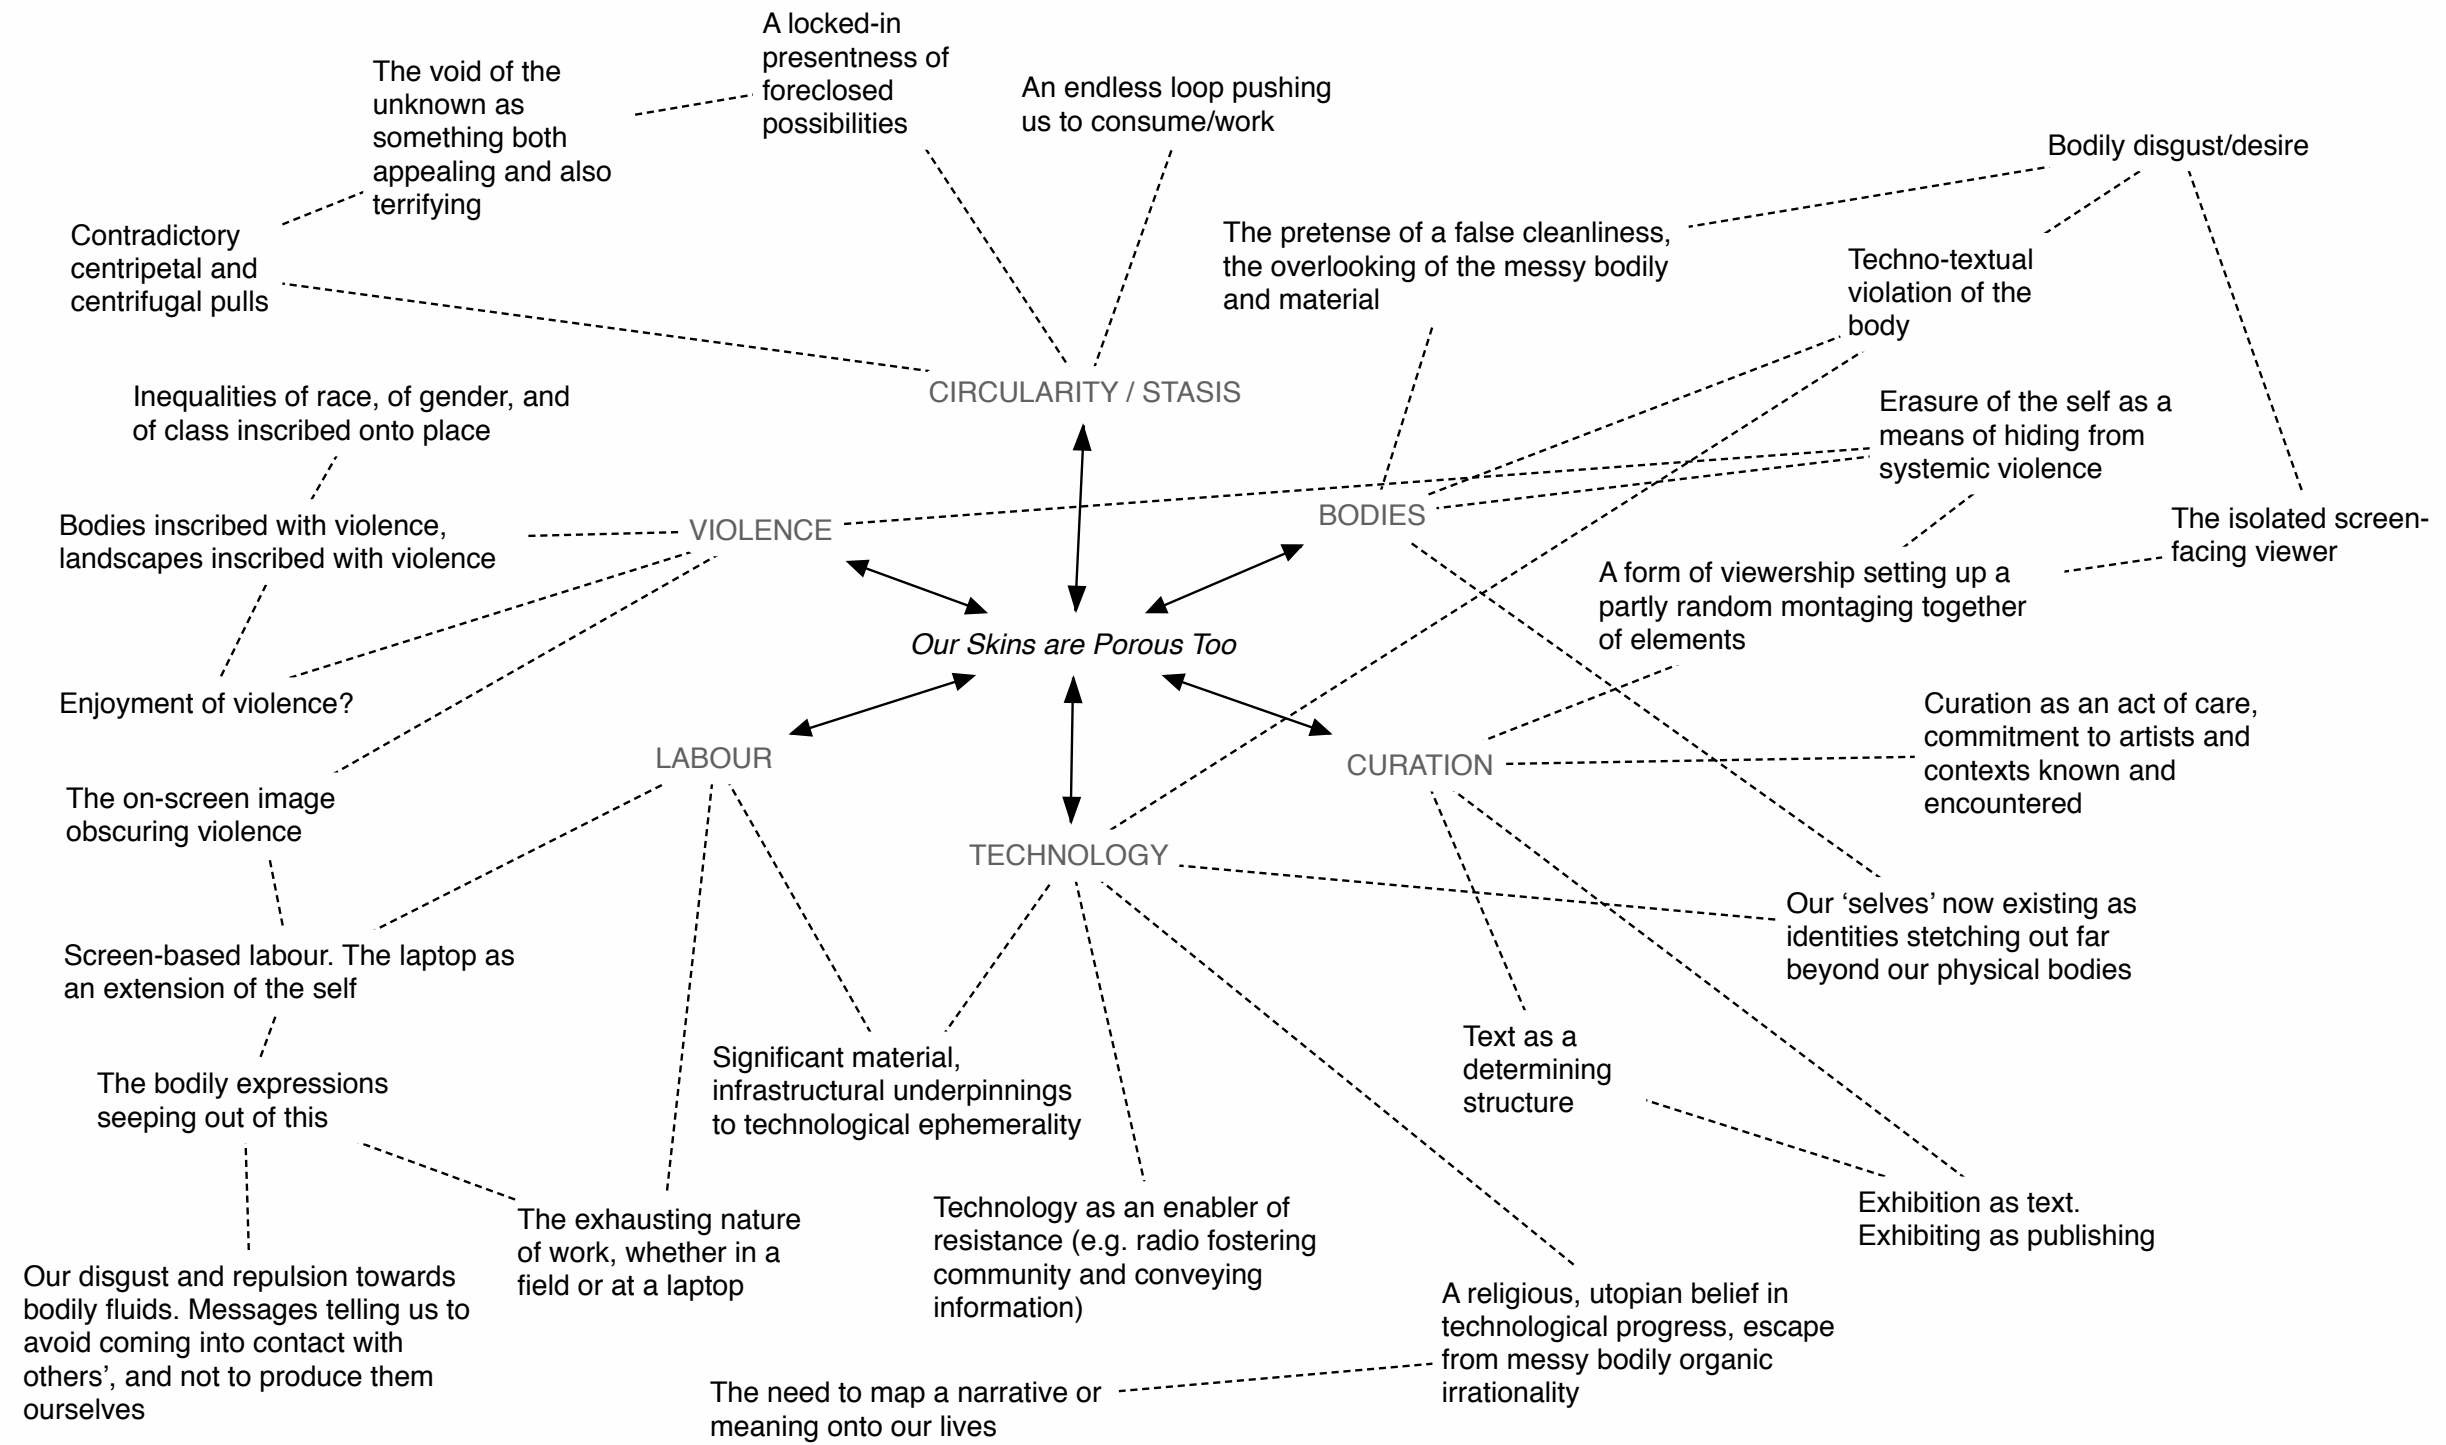 A locked-in
presentness of
foreclosed
possibilities
The void of the
unknown as
something both
appealing and also
terrifying
An endless loop pushing
us to consume/work
Bodily disgust/desire
Contradictory
centripetal and
centrifugal pulls
The pretense of a false cleanliness,
the overlooking of the messy bodily
and material
Techno-textual
violation of the
body
CIRCULARITY / STASIS
Inequalities of race, of gender, and
of class inscribed onto place
Erasure of the self as a
means of hiding from
systemic violence
Bodies inscribed with violence,
landscapes inscribed with violence
VIOLENCE
BODIES
The isolated screen-
facing viewer
A form of viewership setting up a
partly random montaging together
of elements
Our Skins are Porous Too
Enjoyment of violence?
Curation as an act of care,
commitment to artists and
contexts known and
encountered
LABOUR
CURATION
The on-screen image
obscuring violence
TECHNOLOGY
Our ‘selves’ now existing as
identities stetching out far
beyond our physical bodies
Screen-based labour. The laptop as
an extension of the self
Text as a
determining
structure
Significant material,
infrastructural underpinnings
to technological ephemerality
The bodily expressions
seeping out of this
The exhausting nature
of work, whether in a
field or at a laptop
Technology as an enabler of
resistance (e.g. radio fostering
community and conveying
information)
Exhibition as text.
Exhibiting as publishing
Our disgust and repulsion towards
bodily fluids. Messages telling us to
avoid coming into contact with
others’, and not to produce them
ourselves
A religious, utopian belief in
technological progress, escape
from messy bodily organic
irrationality
The need to map a narrative or
meaning onto our lives